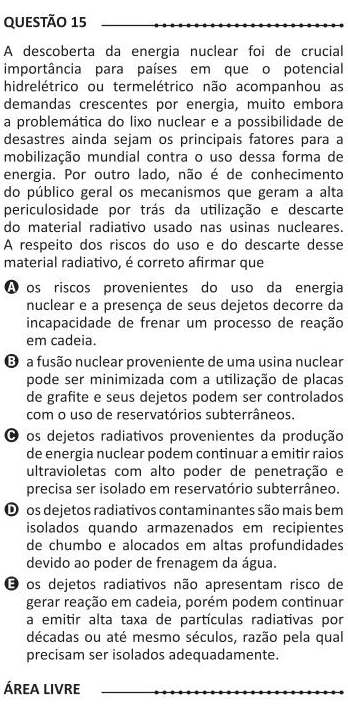 QUESTÃO 15
A descoberta da energia nuclear foi de crucial
importância para países em que o potencial
hidrelétrico ou termelétrico não acompanhou as
demandas crescentes por energia, muito embora
a problemática do lixo nuclear e a possibilidade de
desastres ainda sejam os principais fatores para a
mobilização mundial contra o uso dessa forma de
energia. Por outro lado, não é de conhecimento
do público geral os mecanismos que geram a alta
periculosidade por trás da utilização e descarte
do material radiativo usado nas usinas nucleares.
A respeito dos riscos do uso e do descarte desse
material radiativo, é correto afirmar que
A os riscos provenientes do uso da energia
nuclear e a presença de seus dejetos decorre da
incapacidade de frenar um processo de reação
em cadeia.
B a fusão nuclear proveniente de uma usina nuclear
pode ser minimizada com a utilização de placas
de grafite e seus dejetos podem ser controlados
com o uso de reservatórios subterrâneos.
C os dejetos radiativos provenientes da produção
de energia nuclear podem continuar a emitir raios
ultravioletas com alto poder de penetração e
precisa ser isolado em reservatório subterrâneo.
D os dejetos radiativos contaminantes são mais bem
isolados quando armazenados em recipientes
de chumbo e alocados em altas profundidades
devido ao poder de frenagem da água.
E os dejetos radiativos não apresentam risco de
gerar reação em cadeia, porém podem continuar
a emitir alta taxa de partículas radiativas por
décadas ou até mesmo séculos, razão pela qual
precisam ser isolados adequadamente.
ÁREA LIVRE